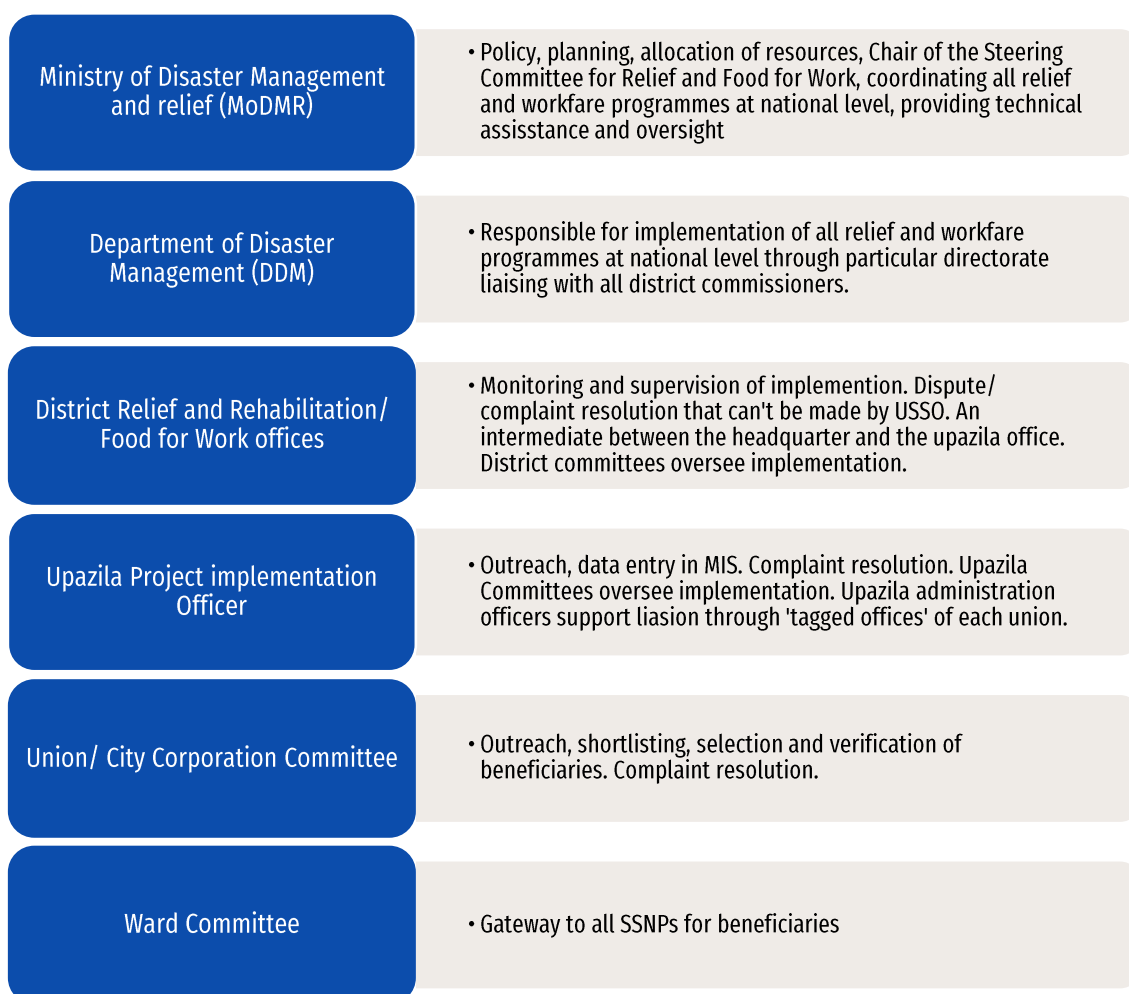 Ministry of Disaster Management
and relief (MoDMR)
• Policy, planning, allocation of resources, Chair of the Steering
Committee for Relief and Food for Work, coordinating all relief
and workfare programmes at national level, providing technical
assisstance and oversight
Department of Disaster
Management (DDM)
• Responsible for implementation of all relief and workfare
programmes at national level through particular directorate
liaising with all district commissioners.
District Relief and Rehabilitation/
Food for Work offices
• Monitoring and supervision of implemention. Dispute/
complaint resolution that can't be made by USSO. An
intermediate between the headquarter and the upazila office.
District committees oversee implementation.
Upazila Project implementation
Officer
• Outreach, data entry in MIS. Complaint resolution. Upazila
Committees oversee implementation. Upazila administration
officers support liasion through 'tagged offices' of each union.
Union/ City Corporation Committee
• Outreach, shortlisting, selection and verification of
beneficiaries. Complaint resolution.
Ward Committee
• Gateway to all SSNPs for beneficiaries